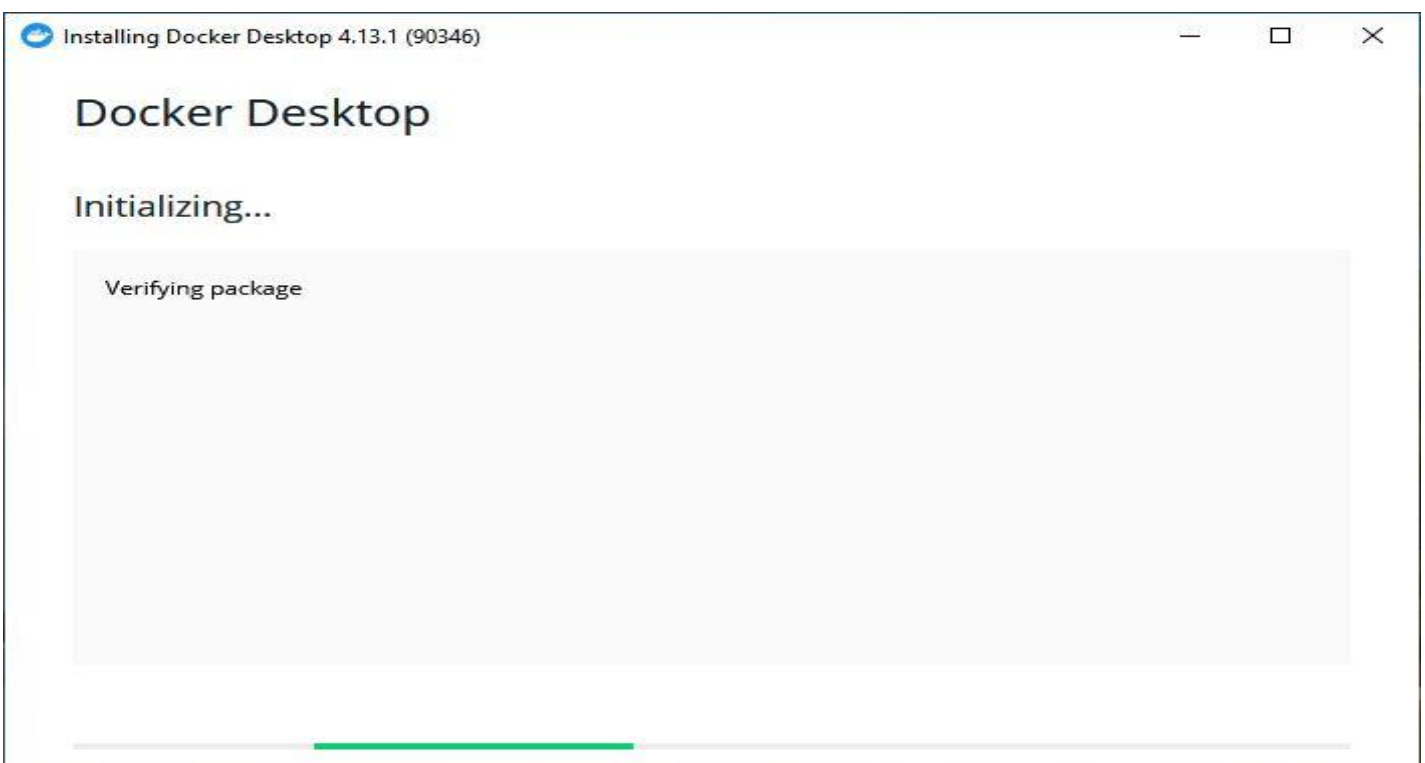 Installing Docker Desktop 4.13.1 (90346)
Docker Desktop
Initializing...
Verifying package